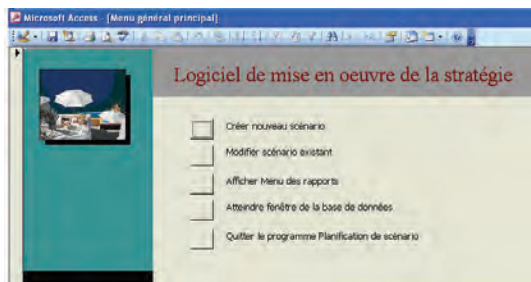 Microsoft Access - [Menu général principal]
Logiciel de mise en oeuvre de la stratégie
Créer nouveau scénario
Modifier scénario existant
Afficher Menu des rapports
Atteindre fenêtre de la base de données
Quitter le programme Planification de scénario